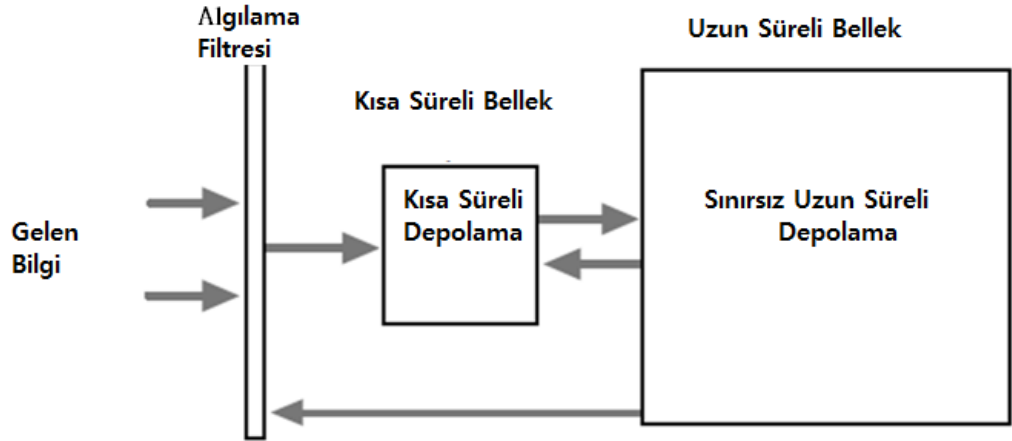 Algılama
Filtresi
Uzun Süreli Bellek
Kısa Süreli Bellek
Kısa Süreli
Depolama
Sınırsız Uzun Süreli
Depolama
Gelen
Bilgi